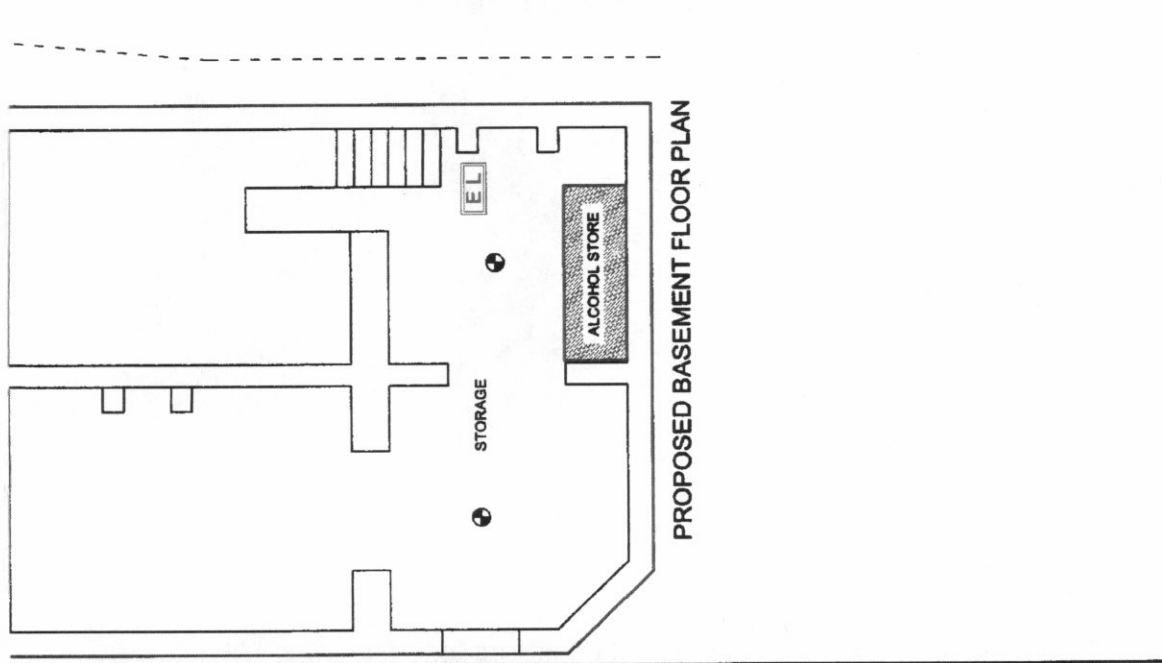 E L
ALCOHOL STORE
STORAGE
PROPOSED BASEMENT FLOOR PLAN